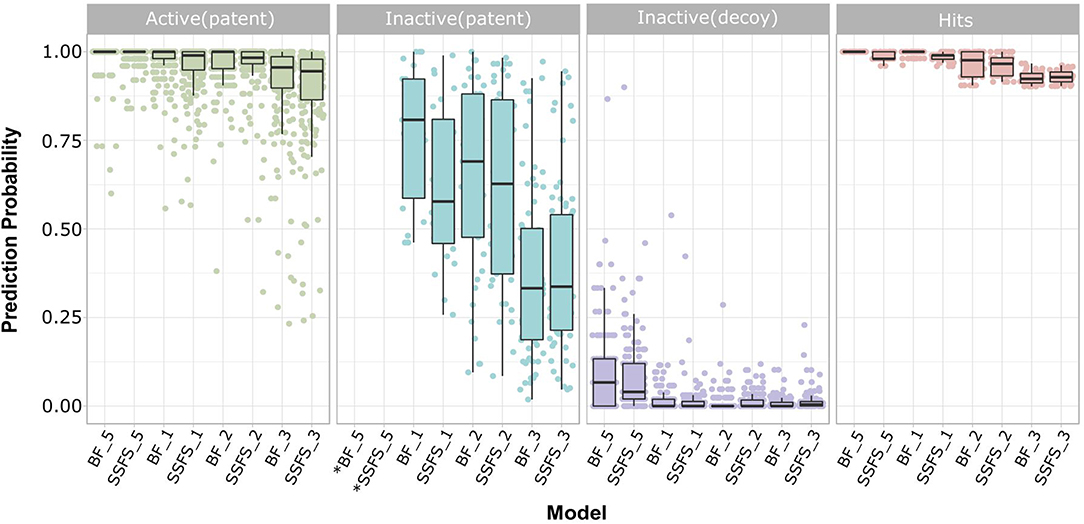 Active(patent)
Inactive(patent)
Inactive(decoy)
Hits
Prediction Probability
1.00
0.75
0.50
0.25
0.00
BF_5
SSFS_5
BF_1
SSFS_1
BF_2
SSFS_2
BF_3
SSFS_3
*BF_5
*SSFS_5
BF_1
SSFS_1
BF_2
SSFS_2
BF_3
SSFS_3
BF_5
SSFS_5
BF_1
SSFS_1
BF_2
SSFS_2
BF_3
SSFS_3
BF_5
SSFS_5
BF_1
SSFS_1
BF_2
SSFS_2
BF_3
SSFS_3
Model